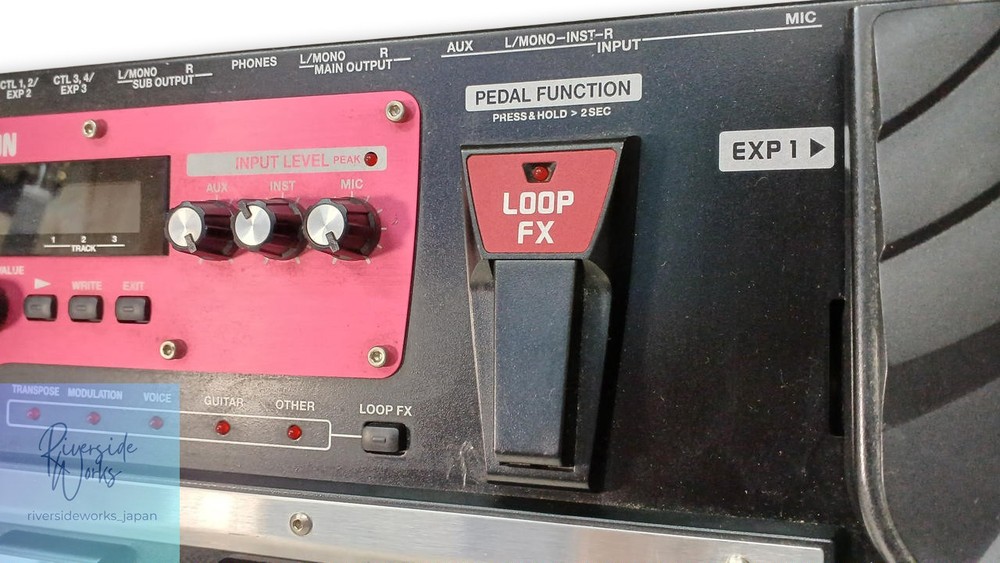 CTL 1, 2/
EXP 2
CTL 3, 4/
EXP 3
L/MONO R
SUB OUTPUT
PHONES
L/MONO R
MAIN OUTPUT
AUX
L/MONO-INST-R
INPUT
MIC
PEDAL FUNCTION
PRESS & HOLD > 2 SEC
EXP 1
INPUT LEVEL PEAK
AUX INST MIC
1 2 3
TRACK
VALUE
WRITE EXIT
LOOP
FX
TRANSPOSE MODULATION VOICE GUITAR OTHER
LOOP FX
Riverside
Works
riversideworks_japan